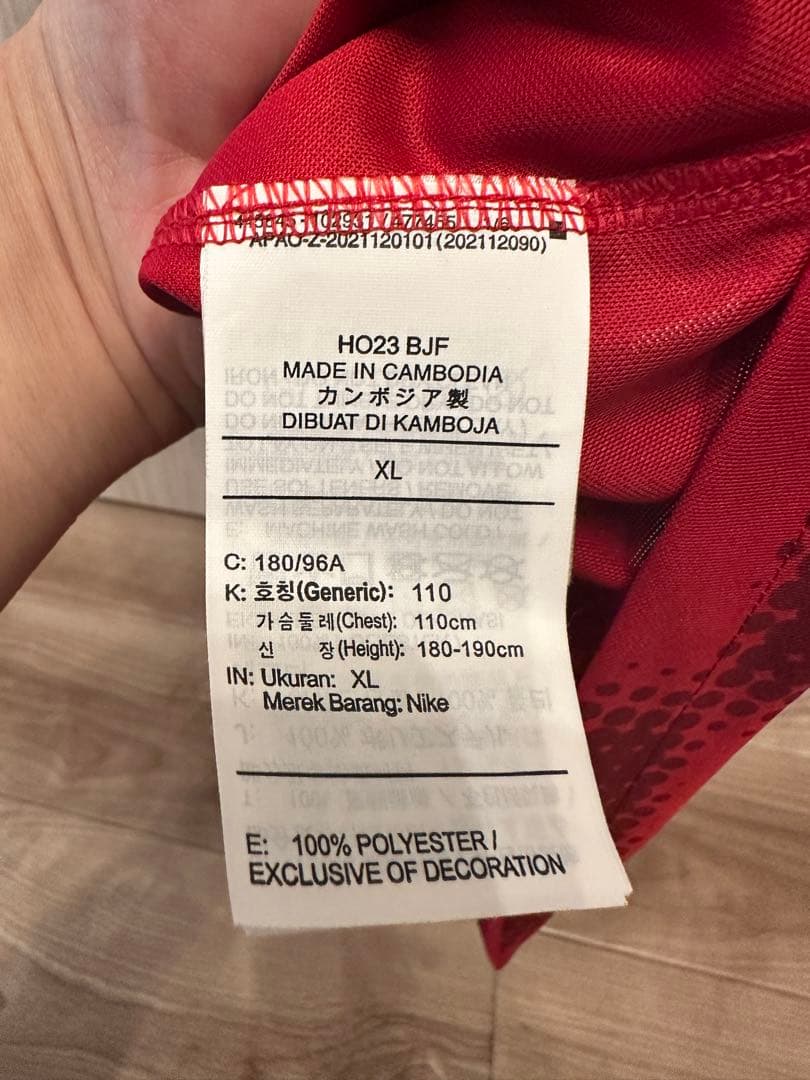 APAO-Z-2021120101(202112090)
HO23 BJF
MADE IN CAMBODIA
カンボジア製
DIBUAT DI KAMBOJA
XL
C: 180/96A
K: 호칭(Generic): 110
가슴둘레(Chest): 110cm
신 장(Height): 180-190cm
IN: Ukuran: XL
Merek Barang: Nike
E: 100% POLYESTER /
EXCLUSIVE OF DECORATION